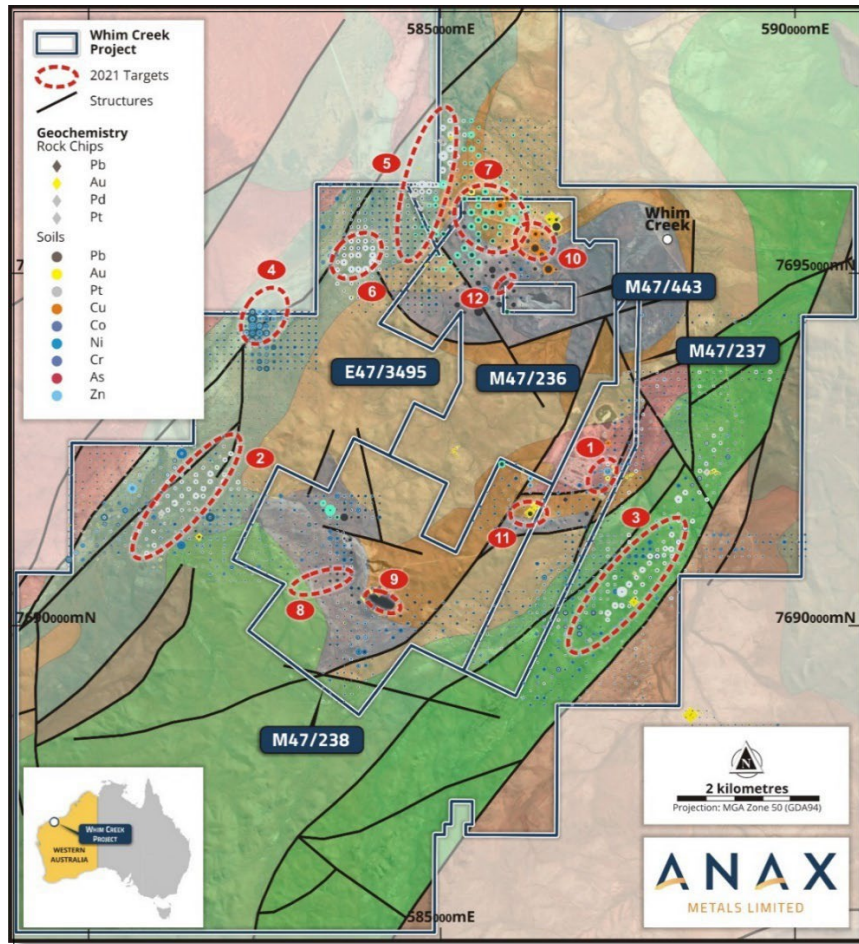 Whim Creek
Project
2021 Targets
Structures
Geochemistry
Rock Chips
Pb
Au
Pd
Pt
Soils
Pb
Au
Pt
Cu
Co
Ni
Cr
As
Zn
585000mE
590000mE
5
7
Whim
Creek
10
4
6
7695000mN
12
M47/443
E47/3495
M47/236
M47/237
2
1
3
11
9
8
7690000mN
7690000mN
M47/238
N
2 kilometres
Projection: MGA Zone 50 (GDA94)
WHIM CREEK
PROJECT
WESTERN
AUSTRALIA
ANAX
METALS LIMITED
585000mE